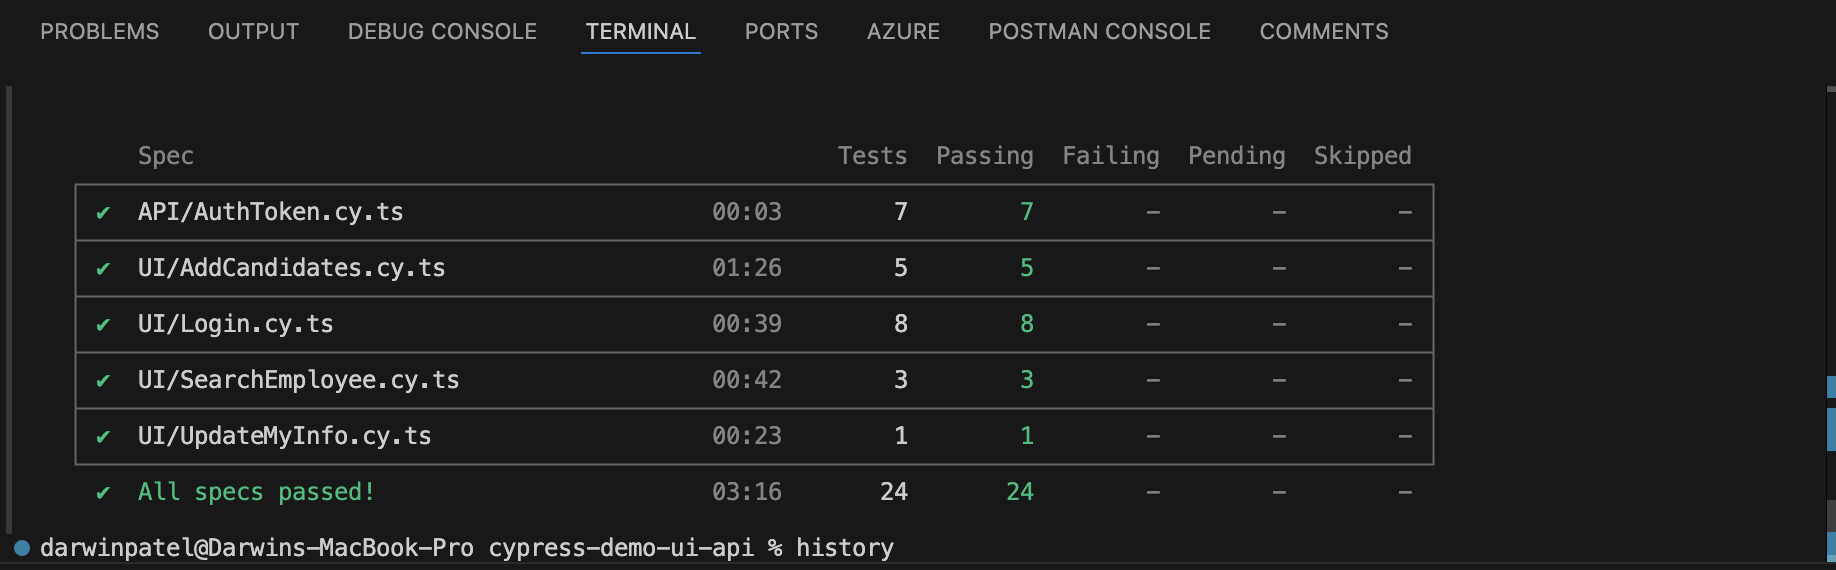 PROBLEMS OUTPUT DEBUG CONSOLE TERMINAL PORTS AZURE POSTMAN CONSOLE COMMENTS
Spec Tests Passing Failing Pending Skipped
✔ API/AuthToken.cy.ts 00:03 7 7 - - -
✔ UI/AddCandidates.cy.ts 01:26 5 5 - - -
✔ UI/Login.cy.ts 00:39 8 8 - - -
✔ UI/SearchEmployee.cy.ts 00:42 3 3 - - -
✔ UI/UpdateMyInfo.cy.ts 00:23 1 1 - - -
✔ All specs passed! 03:16 24 24 - - -
darwinpatel@Darwins-MacBook-Pro cypress-demo-ui-api % history